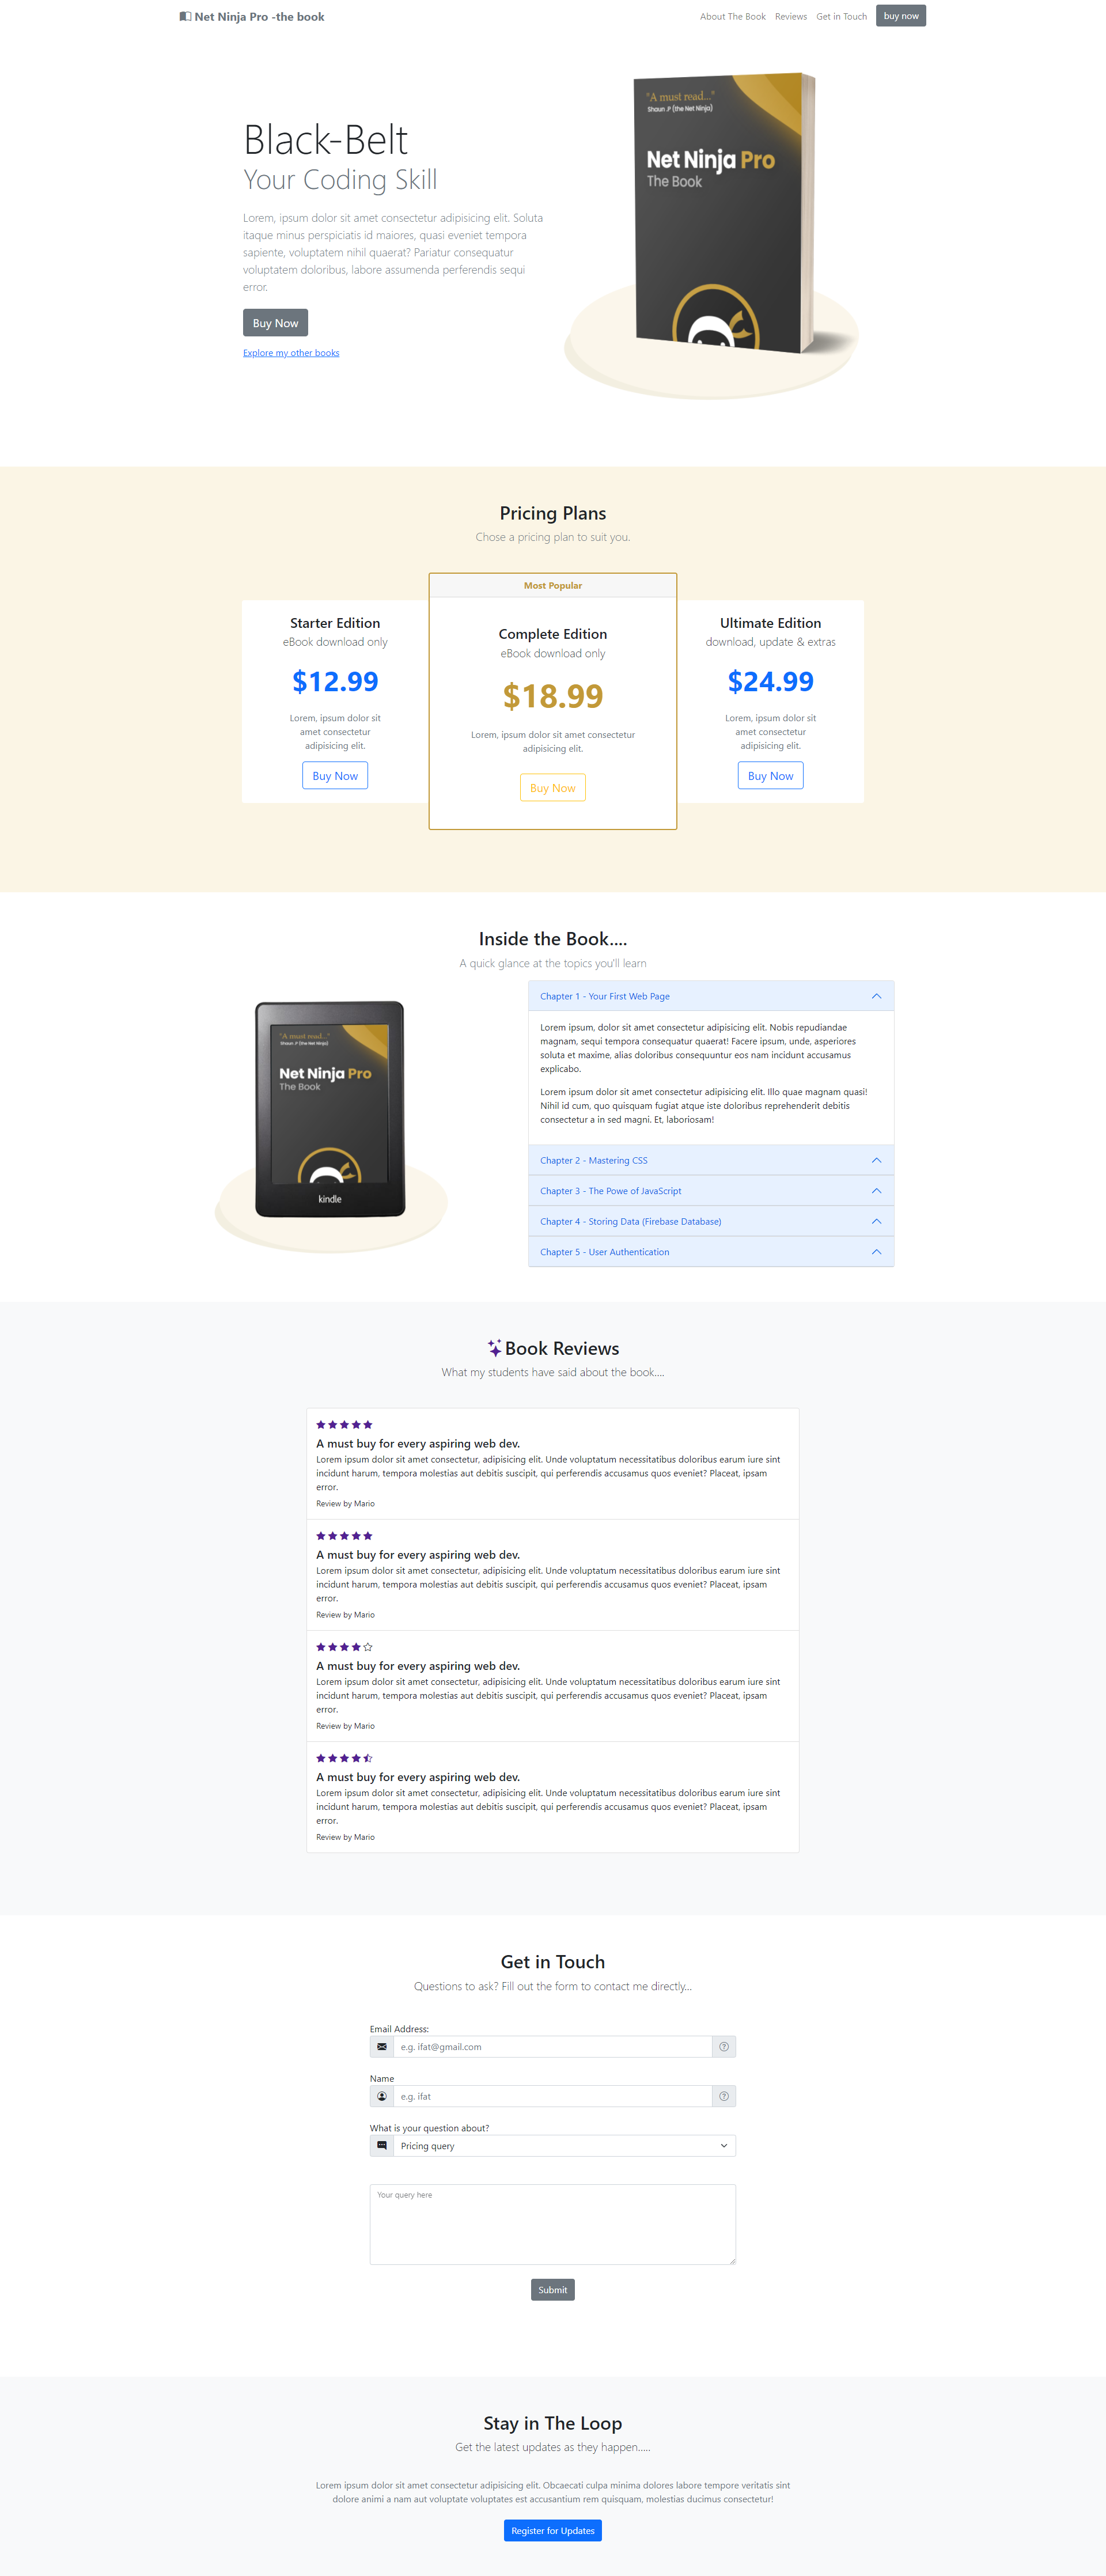 Net Ninja Pro -the book
About The Book Reviews Get in Touch buy now
Black-Belt
Your Coding Skill
Lorem, ipsum dolor sit amet consectetur adipisicing elit. Soluta
itaque minus perspiciatis id maiores, quasi eveniet tempora
sapiente, voluptatem nihil quaerat? Pariatur consequatur
voluptatem doloribus, labore assumenda perferendis sequi
error.
Buy Now
Explore my other books
"A must read..."
Shaun .P (the Net Ninja)
Net Ninja Pro
The Book
Pricing Plans
Chose a pricing plan to suit you.
Starter Edition
eBook download only
$12.99
Lorem, ipsum dolor sit
amet consectetur
adipisicing elit.
Buy Now
Most Popular
Complete Edition
eBook download only
$18.99
Lorem, ipsum dolor sit amet consectetur
adipisicing elit.
Buy Now
Ultimate Edition
download, update & extras
$24.99
Lorem, ipsum dolor sit
amet consectetur
adipisicing elit.
Buy Now
Inside the Book....
A quick glance at the topics you'll learn
"A must read..."
Shaun .P (the Net Ninja)
Net Ninja Pro
The Book
kindle
Chapter 1 - Your First Web Page
Lorem ipsum, dolor sit amet consectetur adipisicing elit. Nobis repudiandae
magnam, sequi tempora consequatur quaerat! Facere ipsum, unde, asperiores
soluta et maxime, alias doloribus consequuntur eos nam incidunt accusamus
explicabo.
Lorem ipsum dolor sit amet consectetur adipisicing elit. Illo quae magnam quasi!
Nihil id cum, quo quisquam fugiat atque iste doloribus reprehenderit debitis
consectetur a in sed magni. Et, laboriosam!
Chapter 2 - Mastering CSS
Chapter 3 - The Powe of JavaScript
Chapter 4 - Storing Data (Firebase Database)
Chapter 5 - User Authentication
Book Reviews
What my students have said about the book....
A must buy for every aspiring web dev.
Lorem ipsum dolor sit amet consectetur, adipisicing elit. Unde voluptatum necessitatibus doloribus earum iure sint
incidunt harum, tempora molestias aut debitis suscipit, qui perferendis accusamus quos eveniet? Placeat, ipsam
error.
Review by Mario
A must buy for every aspiring web dev.
Lorem ipsum dolor sit amet consectetur, adipisicing elit. Unde voluptatum necessitatibus doloribus earum iure sint
incidunt harum, tempora molestias aut debitis suscipit, qui perferendis accusamus quos eveniet? Placeat, ipsam
error.
Review by Mario
A must buy for every aspiring web dev.
Lorem ipsum dolor sit amet consectetur, adipisicing elit. Unde voluptatum necessitatibus doloribus earum iure sint
incidunt harum, tempora molestias aut debitis suscipit, qui perferendis accusamus quos eveniet? Placeat, ipsam
error.
Review by Mario
A must buy for every aspiring web dev.
Lorem ipsum dolor sit amet consectetur, adipisicing elit. Unde voluptatum necessitatibus doloribus earum iure sint
incidunt harum, tempora molestias aut debitis suscipit, qui perferendis accusamus quos eveniet? Placeat, ipsam
error.
Review by Mario
Get in Touch
Questions to ask? Fill out the form to contact me directly...
Email Address:
e.g. ifat@gmail.com
Name
e.g. ifat
What is your question about?
Pricing query
Your query here
Submit
Stay in The Loop
Get the latest updates as they happen.....
Lorem ipsum dolor sit amet consectetur adipisicing elit. Obcaecati culpa minima dolores labore tempore veritatis sint
dolore animi a nam aut voluptate voluptates est accusantium rem quisquam, molestias ducimus consectetur!
Register for Updates